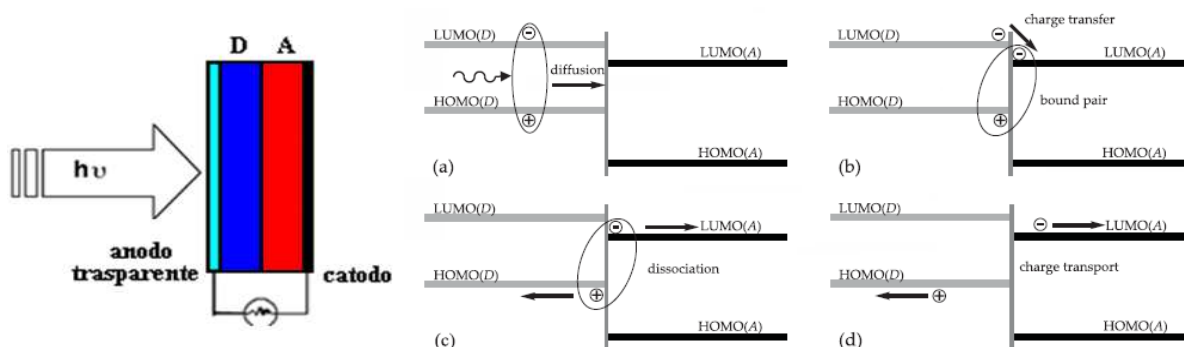 D A
hυ
anodo
trasparente
catodo
LUMO(D)
diffusion
LUMO(A)
HOMO(D)
HOMO(A)
(a)
charge transfer
LUMO(D)
LUMO(A)
HOMO(D)
bound pair
HOMO(A)
(b)
LUMO(D)
LUMO(A)
dissociation
HOMO(D)
HOMO(A)
(c)
LUMO(D)
LUMO(A)
charge transport
HOMO(D)
HOMO(A)
(d)